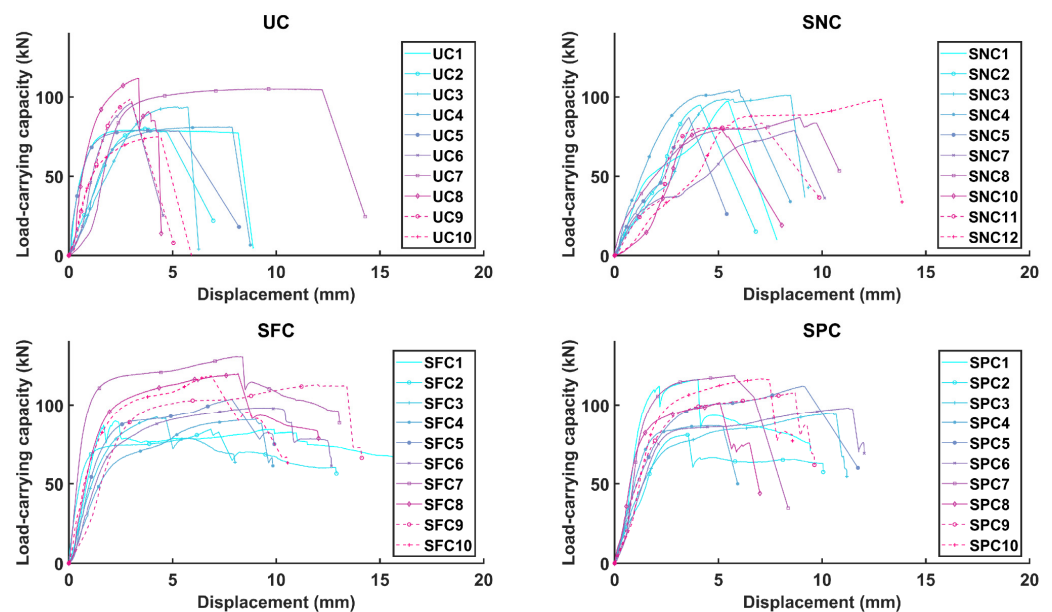 UC
Load-carrying capacity (kN)
100
50
0
0 5 10 15 20
Displacement (mm)
UC1
UC2
UC3
UC4
UC5
UC6
UC7
UC8
UC9
UC10
SNC
Load-carrying capacity (kN)
100
50
0
0 5 10 15 20
Displacement (mm)
SNC1
SNC2
SNC3
SNC4
SNC5
SNC7
SNC8
SNC10
SNC11
SNC12
SFC
Load-carrying capacity (kN)
100
50
0
0 5 10 15 20
Displacement (mm)
SFC1
SFC2
SFC3
SFC4
SFC5
SFC6
SFC7
SFC8
SFC9
SFC10
SPC
Load-carrying capacity (kN)
100
50
0
0 5 10 15 20
Displacement (mm)
SPC1
SPC2
SPC3
SPC4
SPC5
SPC6
SPC7
SPC8
SPC9
SPC10